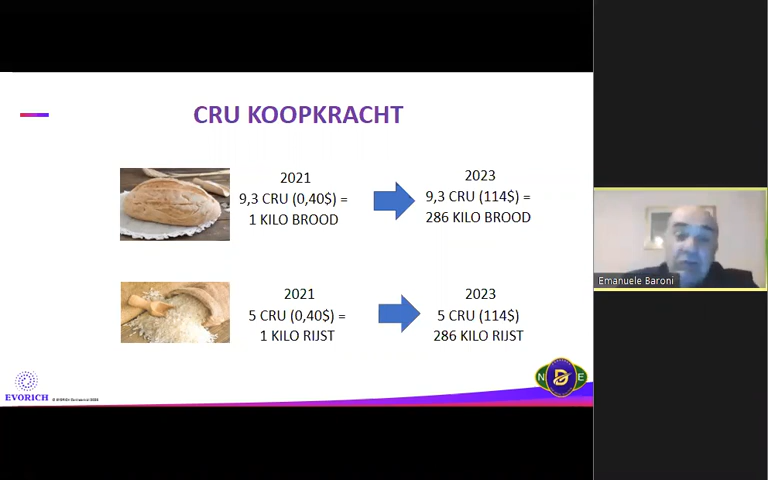 CRU KOOPKRACHT
2021
9,3 CRU (0,40$) =
1 KILO BROOD
2023
9,3 CRU (114$) =
286 KILO BROOD
2021
5 CRU (0,40$) =
1 KILO RIJST
2023
5 CRU (114$)
286 KILO RIJST
EVORICH
N D E
Emanuele Baroni